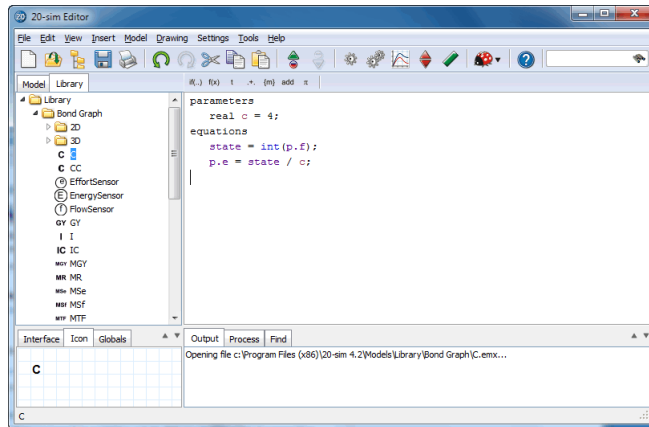 20-sim Editor
File Edit View Insert Model Drawing Settings Tools Help
Model Library
if(..) f(x) t .+. {m} add π
Library
Bond Graph
2D
3D
C C
C CC
e EffortSensor
E EnergySensor
f FlowSensor
GY GY
I I
IC IC
MGY MGY
MR MR
MSe MSe
MSf MSf
MTF MTF
parameters
real c = 4;
equations
state = int(p.f);
p.e = state / c;
Interface Icon Globals
C
Output Process Find
Opening file c:\Program Files (x86)\20-sim 4.2\Models\Library\Bond Graph\C.emx...
C